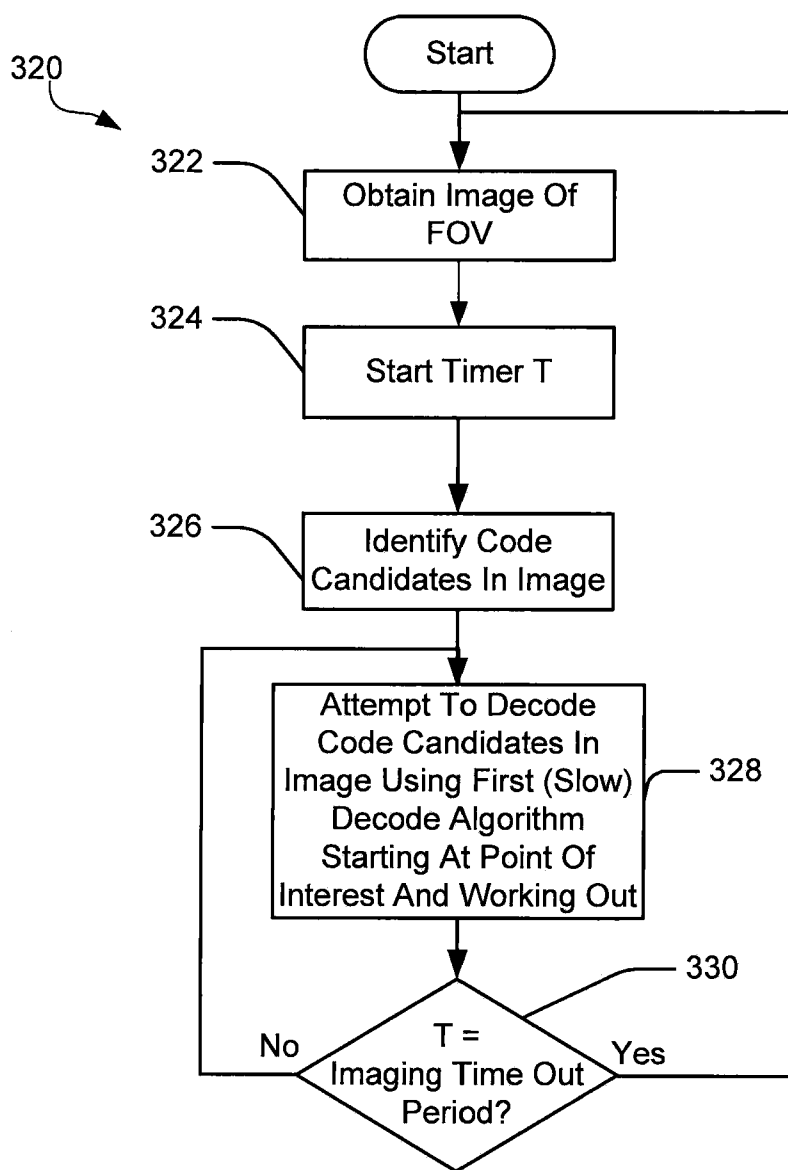 Start
320
322
Obtain Image Of
FOV
324
Start Timer T
326
Identify Code
Candidates In Image
Attempt To Decode
Code Candidates In
Image Using First (Slow)
Decode Algorithm
Starting At Point Of
Interest And Working Out
328
330
No
T =
Imaging Time Out
Period?
Yes